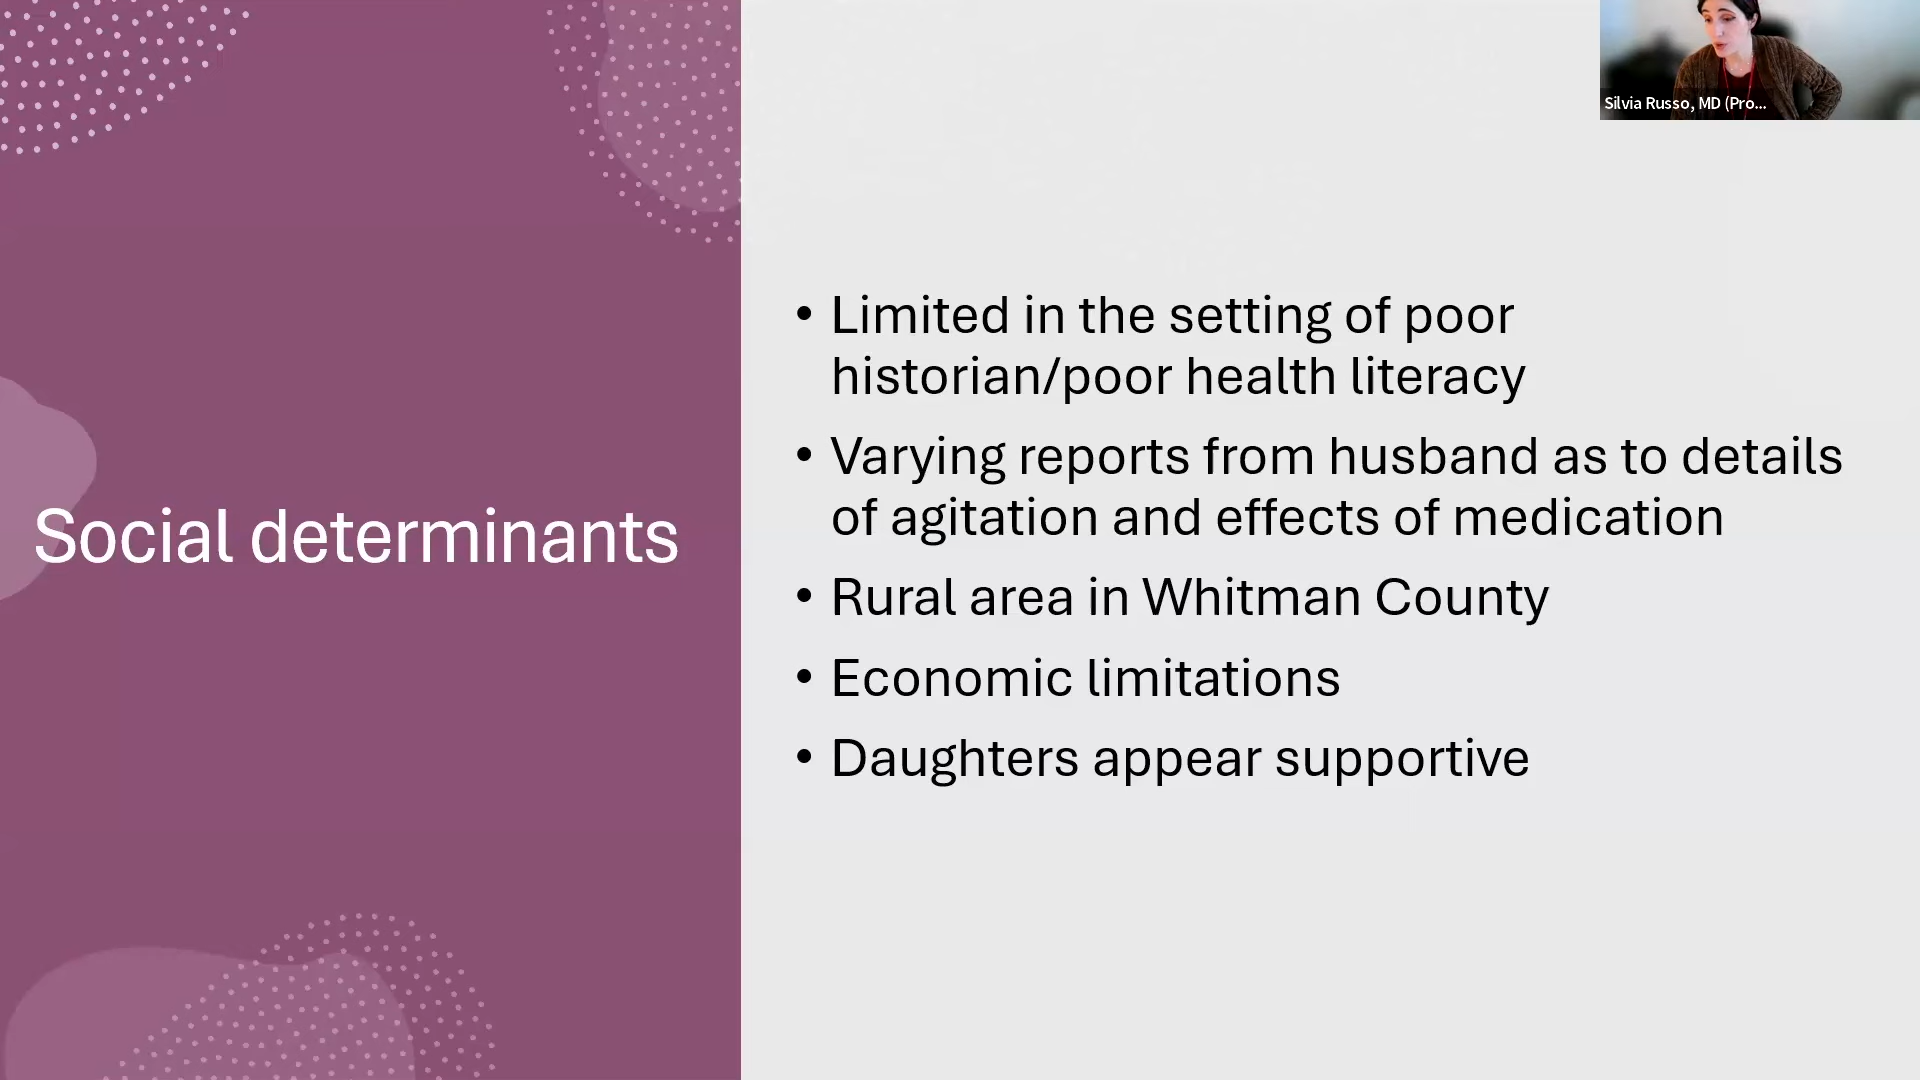 Silvia Russo, MD (Pro...
Social determinants
• Limited in the setting of poor
historian/poor health literacy
• Varying reports from husband as to details
of agitation and effects of medication
• Rural area in Whitman County
• Economic limitations
• Daughters appear supportive